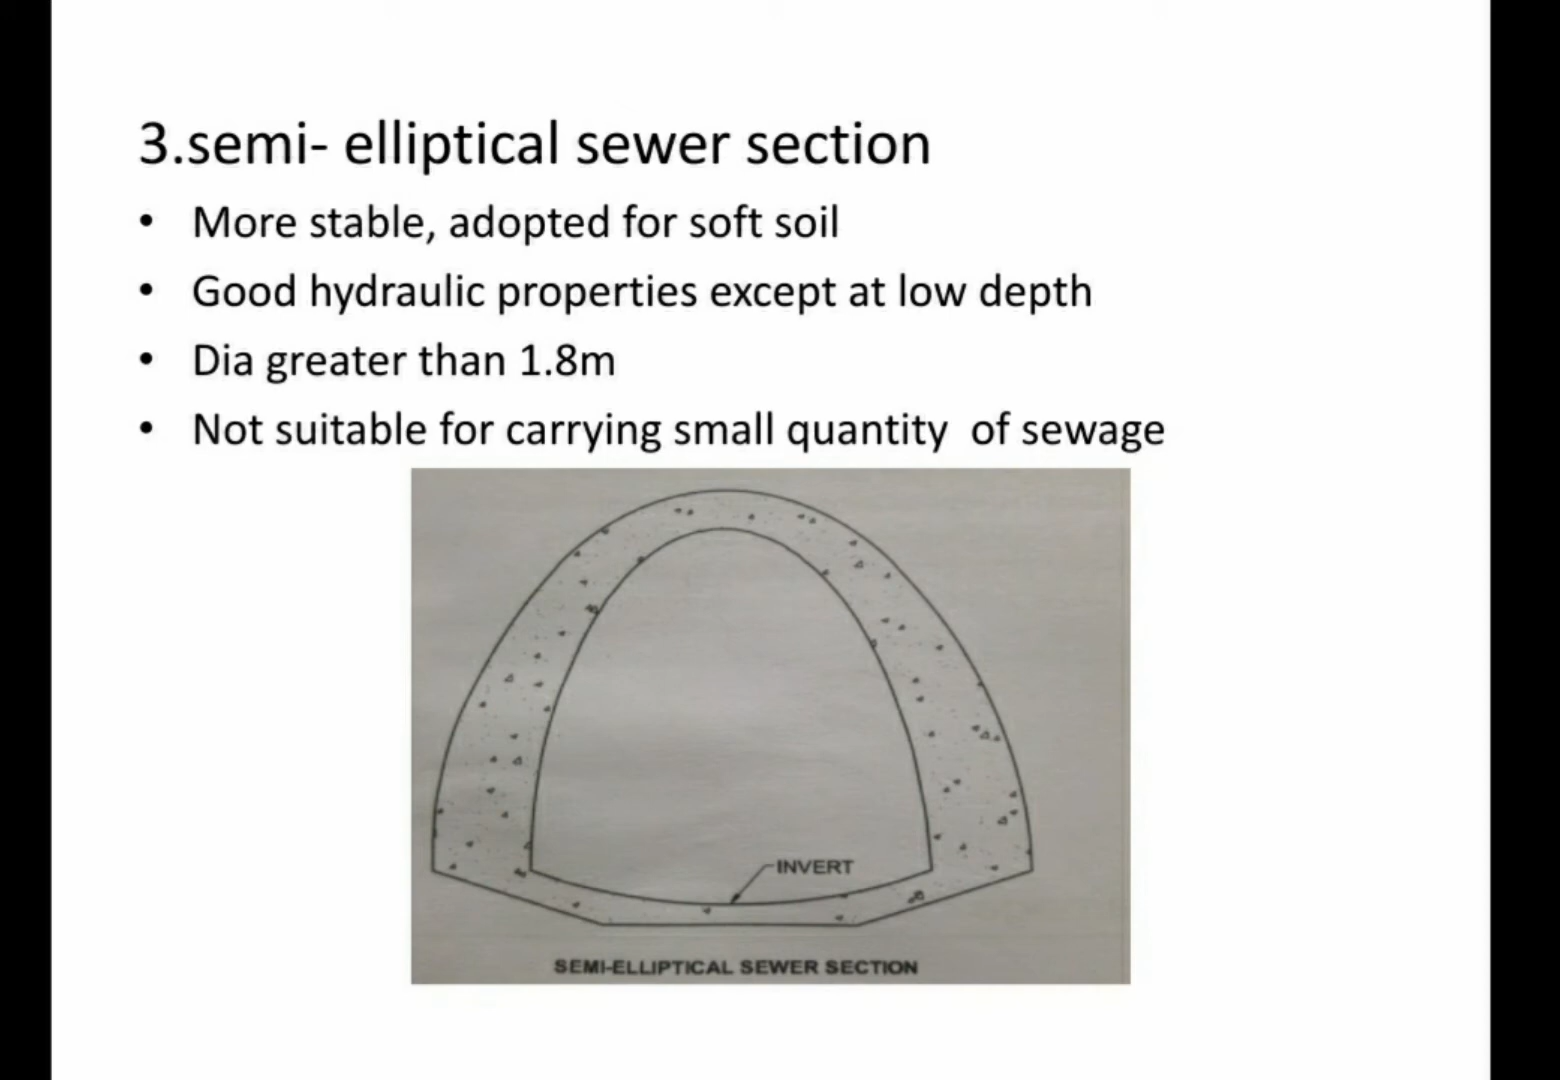 3.semi- elliptical sewer section
• More stable, adopted for soft soil
• Good hydraulic properties except at low depth
• Dia greater than 1.8m
• Not suitable for carrying small quantity  of sewage
INVERT
SEMI-ELLIPTICAL SEWER SECTION